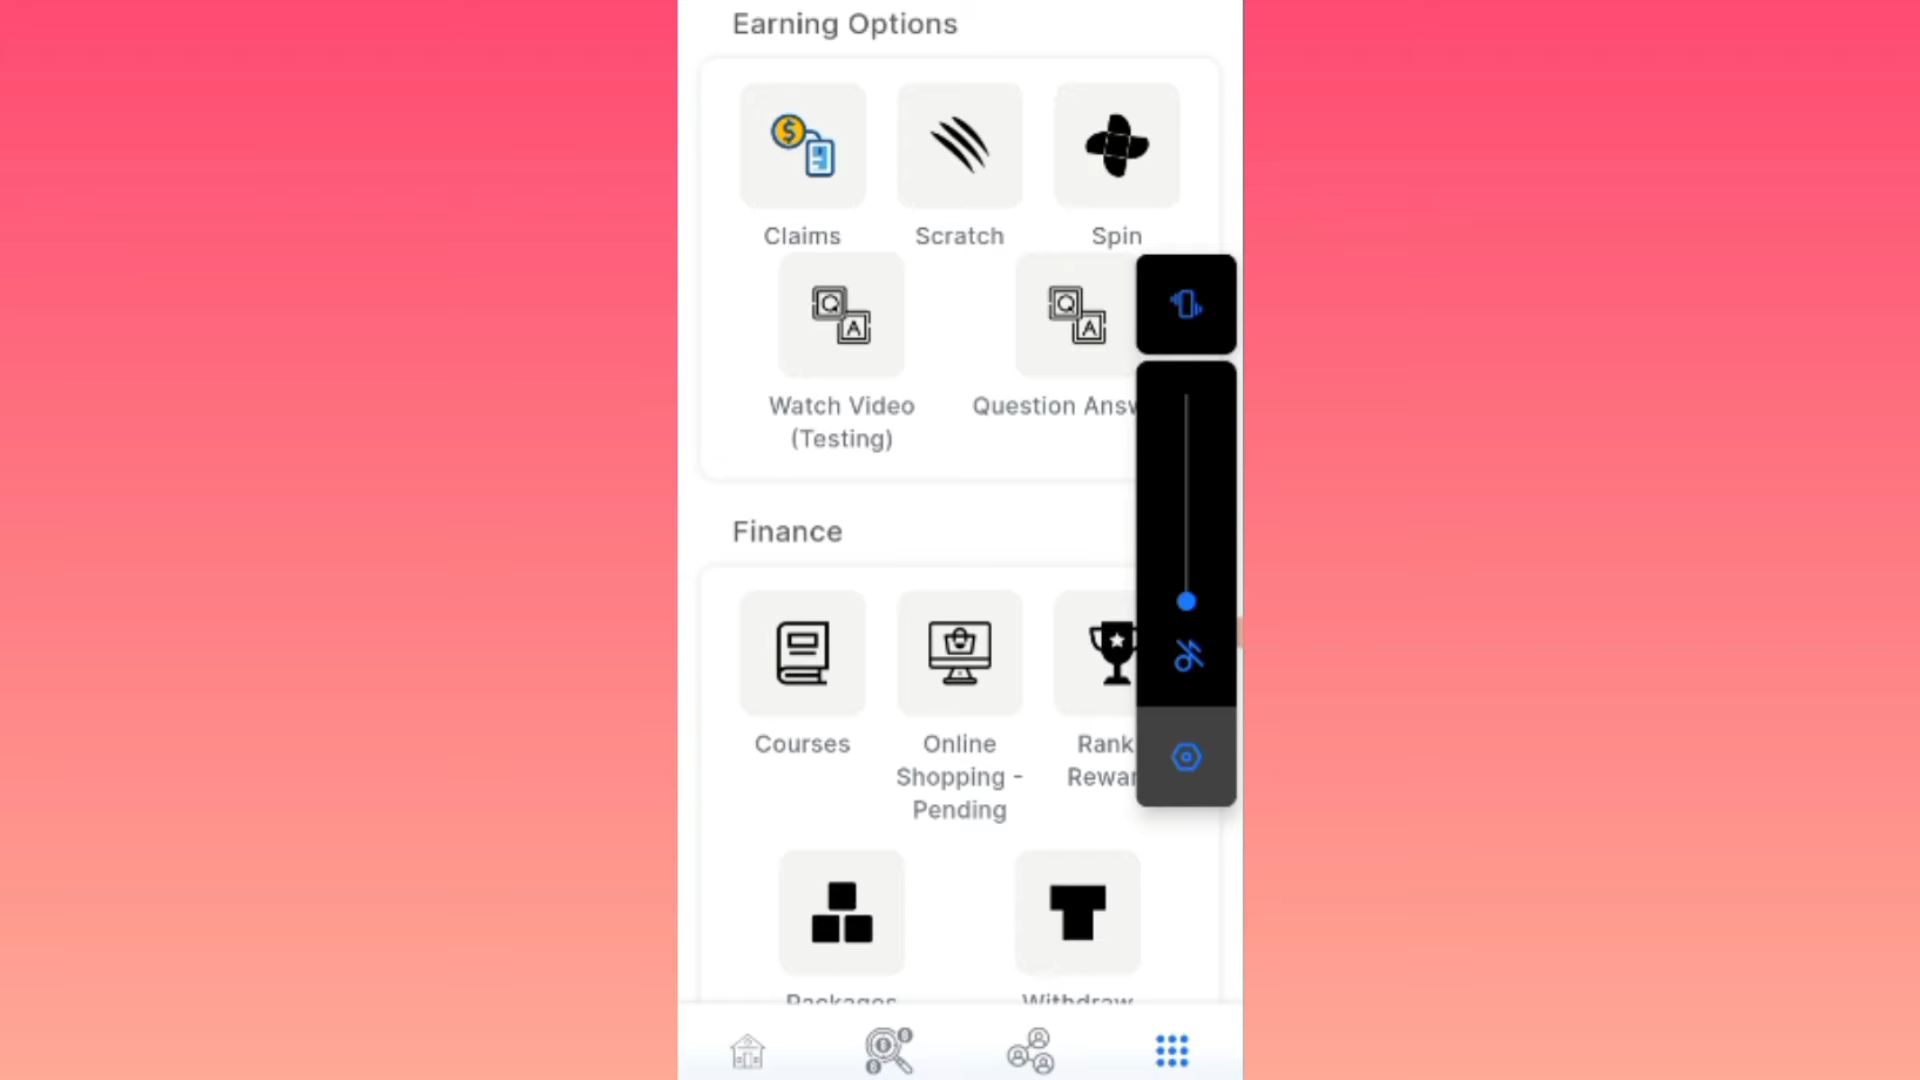 Earning Options
Claims
Scratch
Spin
Watch Video
(Testing)
Question Answ
Finance
Courses
Online
Shopping -
Pending
Rank
Rewar
Packages
Withdraw